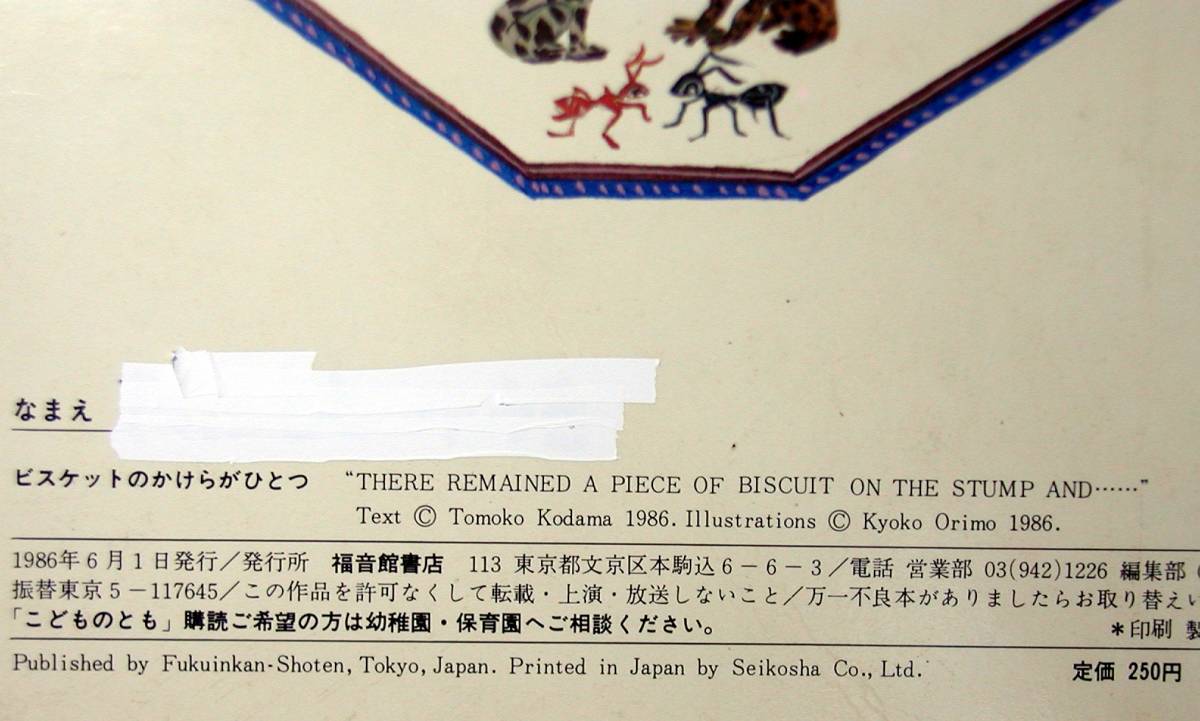 なまえ
ビスケットのかけらがひとつ “THERE REMAINED A PIECE OF BISCUIT ON THE STUMP AND……”
Text © Tomoko Kodama 1986. Illustrations © Kyoko Orimo 1986.
1986年6月1日発行／発行所 福音館書店 113 東京都文京区本駒込6－6－3／電話 営業部 03(942)1226 編集部
振替東京5－117645／この作品を許可なくして転載・上演・放送しないこと／万一不良本がありましたらお取り替えい
「こどものとも」購読ご希望の方は幼稚園・保育園へご相談ください。 ＊印刷 製
Published by Fukuinkan-Shoten, Tokyo, Japan. Printed in Japan by Seikosha Co., Ltd. 定価 250円